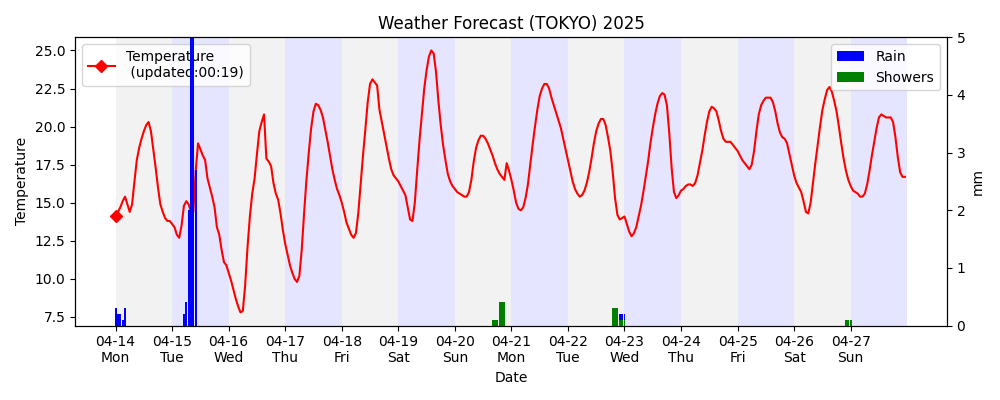 Weather Forecast (TOKYO) 2025
Temperature
(updated:00:19)
Rain
Showers
25.0
22.5
20.0
17.5
15.0
12.5
10.0
7.5
Temperature
5
4
3
2
1
0
mm
04-14 04-15 04-16 04-17 04-18 04-19 04-20 04-21 04-22 04-23 04-24 04-25 04-26 04-27
Mon Tue Wed Thu Fri Sat Sun Mon Tue Wed Thu Fri Sat Sun
Date